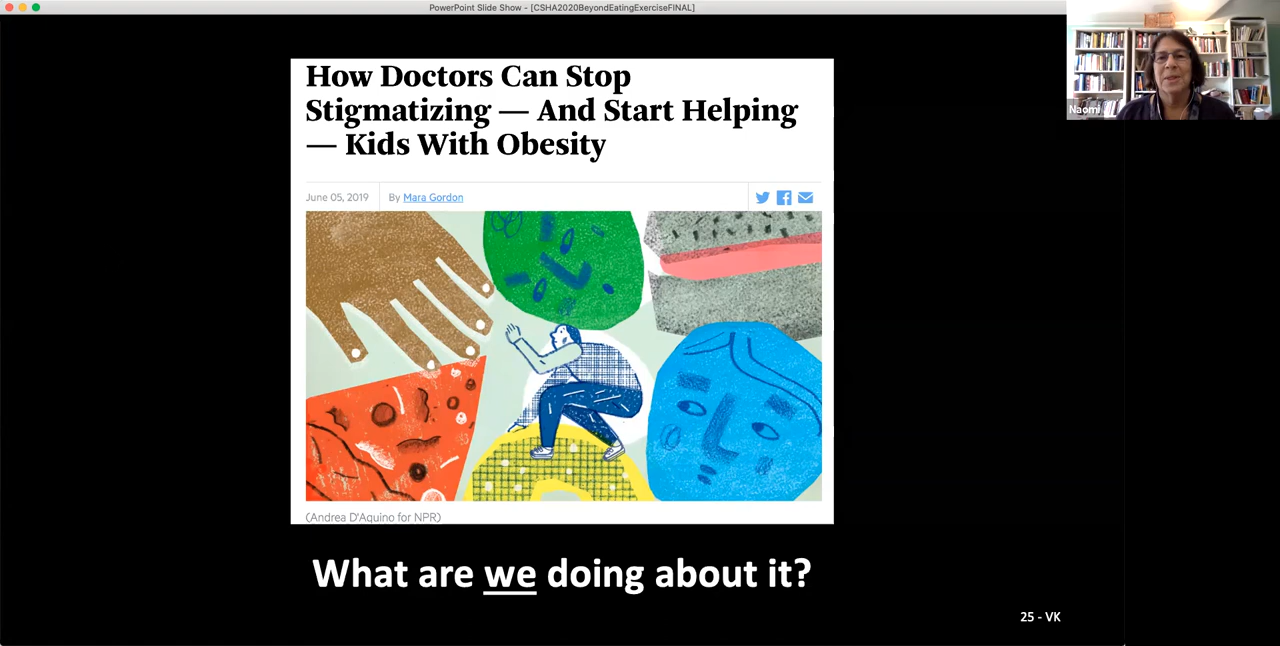 PowerPoint Slide Show - [CSHA2020BeyondEatingExerciseFINAL]
Naomi
How Doctors Can Stop
Stigmatizing — And Start Helping
— Kids With Obesity
June 05, 2019
By Mara Gordon
(Andrea D'Aquino for NPR)
What are we doing about it?
25 - VK